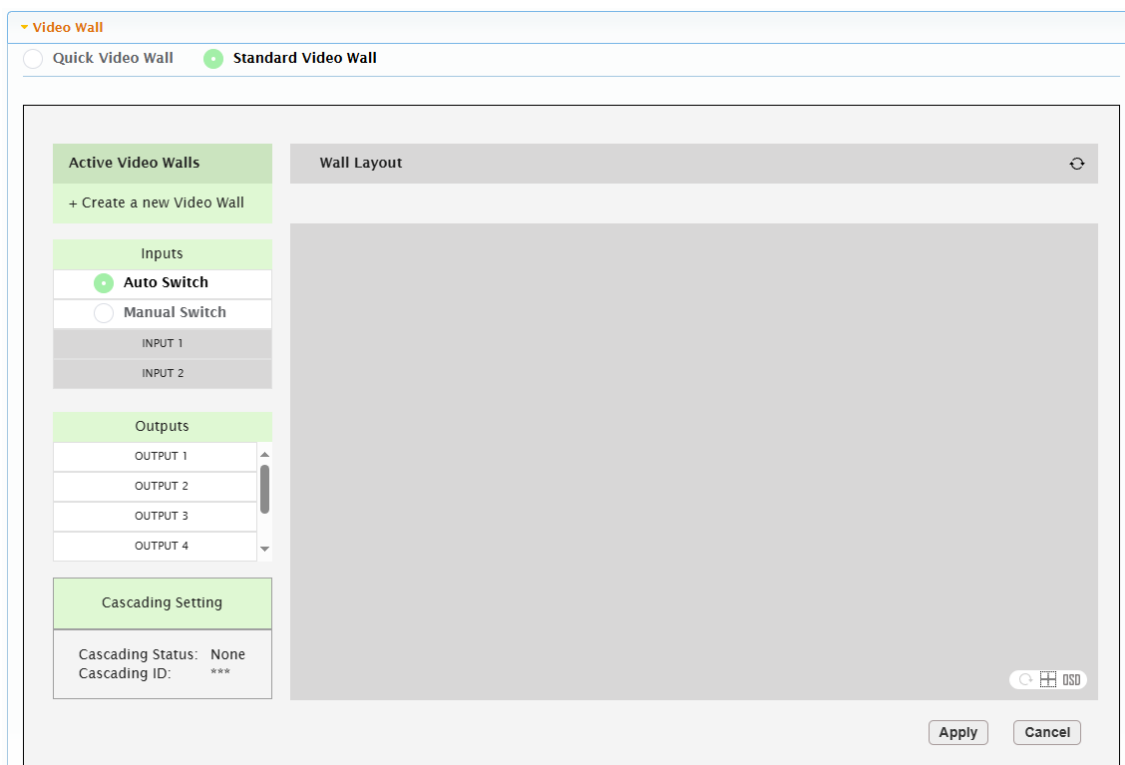 Video Wall
Quick Video Wall Standard Video Wall
Active Video Walls
+ Create a new Video Wall
Wall Layout
Inputs
Auto Switch
Manual Switch
INPUT 1
INPUT 2
Outputs
OUTPUT 1
OUTPUT 2
OUTPUT 3
OUTPUT 4
Cascading Setting
Cascading Status: None
Cascading ID: ***
OSD
Apply Cancel